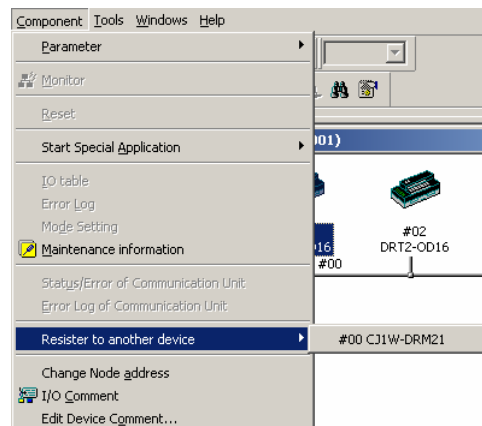 Component Tools Windows Help
Parameter
Monitor
Reset
001)
Start Special Application
IO table
Error Log
Mode Setting
#02
16 DRT2-OD16
Maintenance information
#00
Status/Error of Communication Unit
Error Log of Communication Unit
Resister to another device
#00 CJ1W-DRM21
Change Node address
I/O Comment
Edit Device Comment...